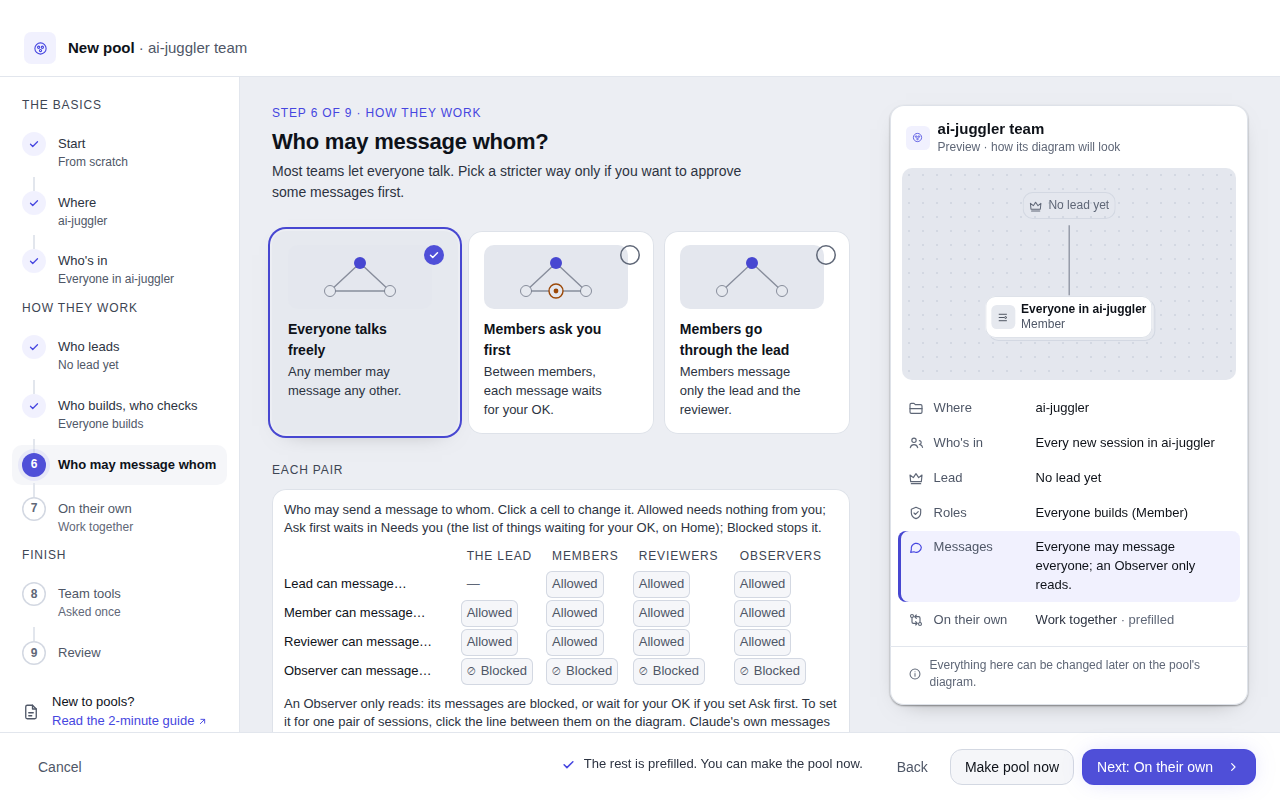 New pool · ai-juggler team
THE BASICS
Start
From scratch
Where
ai-juggler
Who's in
Everyone in ai-juggler
HOW THEY WORK
Who leads
No lead yet
Who builds, who checks
Everyone builds
6
Who may message whom
7
On their own
Work together
FINISH
8
Team tools
Asked once
9
Review
New to pools?
Read the 2-minute guide
STEP 6 OF 9 · HOW THEY WORK
Who may message whom?
Most teams let everyone talk. Pick a stricter way only if you want to approve
some messages first.
Everyone talks
freely
Any member may
message any other.
Members ask you
first
Between members,
each message waits
for your OK.
Members go
through the lead
Members message
only the lead and the
reviewer.
EACH PAIR
Who may send a message to whom. Click a cell to change it. Allowed needs nothing from you;
Ask first waits in Needs you (the list of things waiting for your OK, on Home); Blocked stops it.
THE LEAD MEMBERS REVIEWERS OBSERVERS
Lead can message… — Allowed Allowed Allowed
Member can message… Allowed Allowed Allowed Allowed
Reviewer can message… Allowed Allowed Allowed Allowed
Observer can message… Blocked Blocked Blocked Blocked
An Observer only reads: its messages are blocked, or wait for your OK if you set Ask first. To set
it for one pair of sessions, click the line between them on the diagram. Claude's own messages
ai-juggler team
Preview · how its diagram will look
No lead yet
Everyone in ai-juggler
Member
Where ai-juggler
Who's in Every new session in ai-juggler
Lead No lead yet
Roles Everyone builds (Member)
Messages Everyone may message
everyone; an Observer only
reads.
On their own Work together · prefilled
Everything here can be changed later on the pool's
diagram.
Cancel
The rest is prefilled. You can make the pool now.
Back
Make pool now
Next: On their own